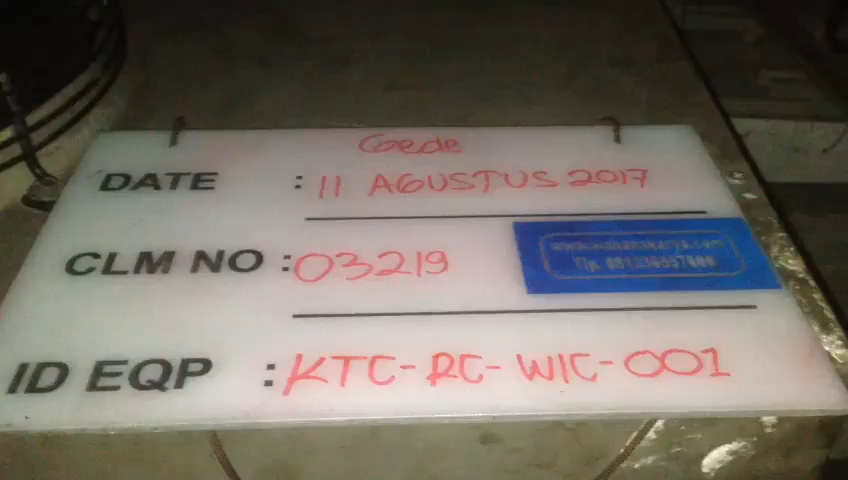 Gede
DATE : 11 AGUSTUS 2017
CLM NO : 03219
ID EQP : KTC-RC-WIC-001